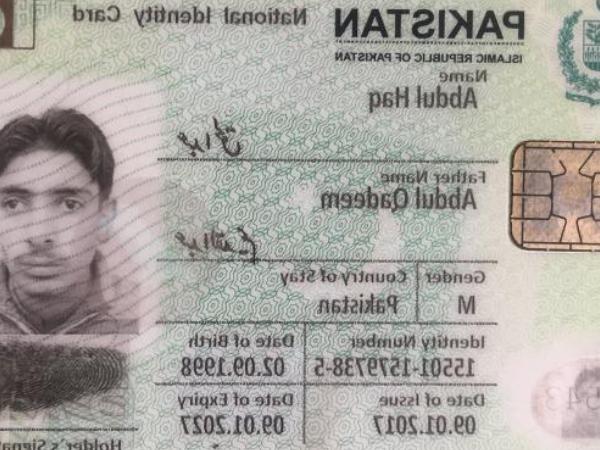 PAKISTAN National Identity Card
ISLAMIC REPUBLIC OF PAKISTAN
Name
Abdul Haq
عبدالحق
Father Name
Abdul Qadeem
عبدالقدیم
Gender Country of Stay
M Pakistan
Identity Number Date of Birth
15501-1579738-5 02.09.1998
Date of Issue Date of Expiry
09.01.2017 09.01.2027
Holder's